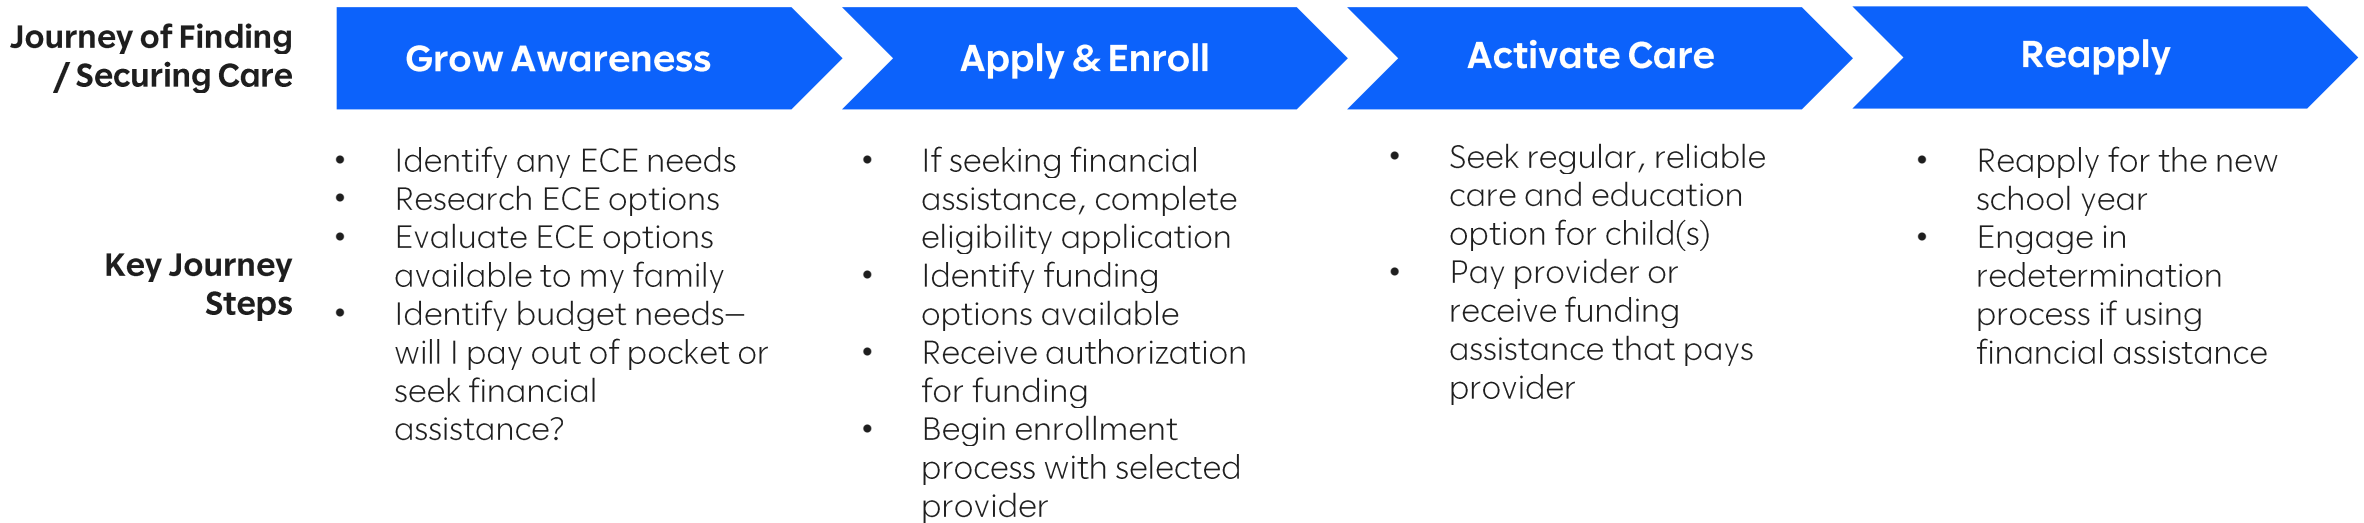 Journey of Finding
/ Securing Care
Grow Awareness
Apply & Enroll
Activate Care
Reapply
Key Journey
Steps
• Identify any ECE needs
• Research ECE options
• Evaluate ECE options
available to my family
• Identify budget needs—
will I pay out of pocket or
seek financial
assistance?
• If seeking financial
assistance, complete
eligibility application
• Identify funding
options available
• Receive authorization
for funding
• Begin enrollment
process with selected
provider
• Seek regular, reliable
care and education
option for child(s)
• Pay provider or
receive funding
assistance that pays
provider
• Reapply for the new
school year
• Engage in
redetermination
process if using
financial assistance